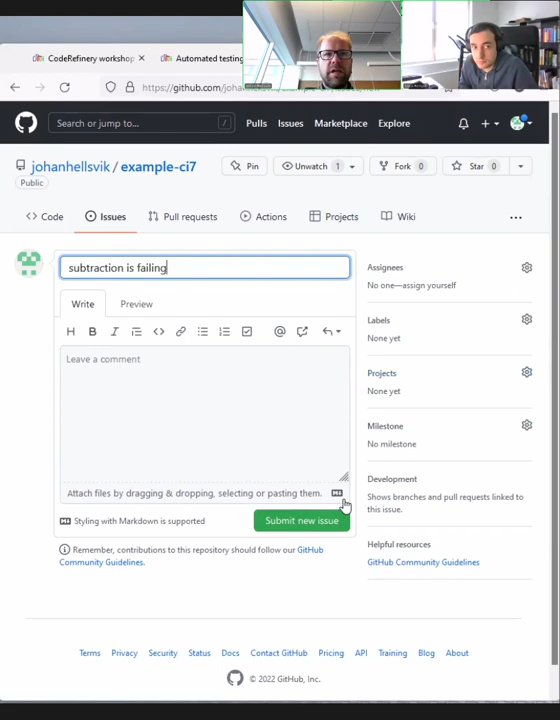 CodeRefinery workshop
Automated testing
https://github.com/joha
Search or jump to...
/
Pulls
Issues
Marketplace
Explore
johanhellsvik / example-ci7
Public
Pin
Unwatch 1
Fork 0
Star 0
Code
Issues
Pull requests
Actions
Projects
Wiki
subtraction is failing
Write
Preview
Leave a comment
Attach files by dragging & dropping, selecting or pasting them.
Styling with Markdown is supported
Submit new issue
Remember, contributions to this repository should follow our GitHub
Community Guidelines.
Assignees
No one—assign yourself
Labels
None yet
Projects
None yet
Milestone
No milestone
Development
Shows branches and pull requests linked to
this issue.
Helpful resources
GitHub Community Guidelines
Terms
Privacy
Security
Status
Docs
Contact GitHub
Pricing
API
Training
Blog
About
© 2022 GitHub, Inc.